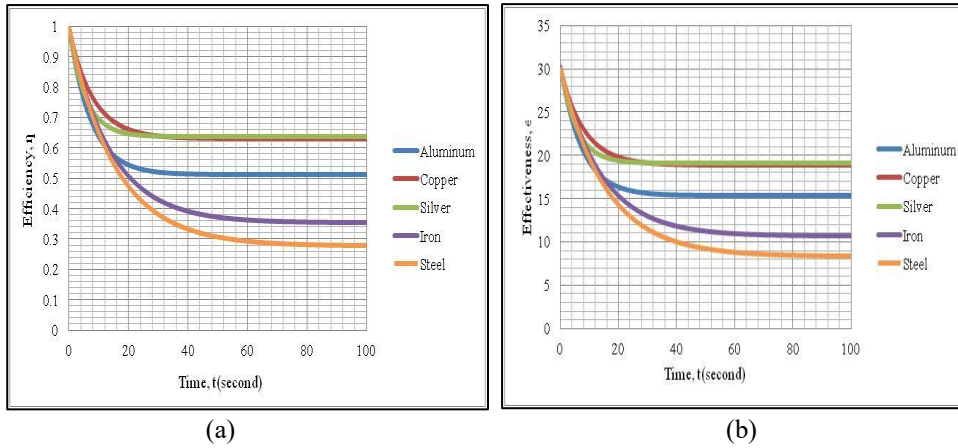 1
0.9
0.8
0.7
0.6
0.5
0.4
0.3
0.2
0.1
0
Efficiency, η
0 20 40 60 80 100
Time, t(second)
Aluminum
Copper
Silver
Iron
Steel
(a)
35
30
25
20
15
10
5
0
Effectiveness, ϵ
0 20 40 60 80 100
Time, t(second)
Aluminum
Copper
Silver
Iron
Steel
(b)